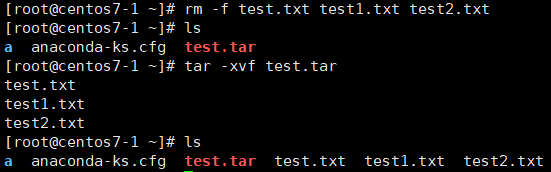 [root@centos7-1 ~]# rm -f test.txt test1.txt test2.txt
[root@centos7-1 ~]# ls
a  anaconda-ks.cfg  test.tar
[root@centos7-1 ~]# tar -xvf test.tar
test.txt
test1.txt
test2.txt
[root@centos7-1 ~]# ls
a  anaconda-ks.cfg  test.tar  test.txt  test1.txt  test2.txt